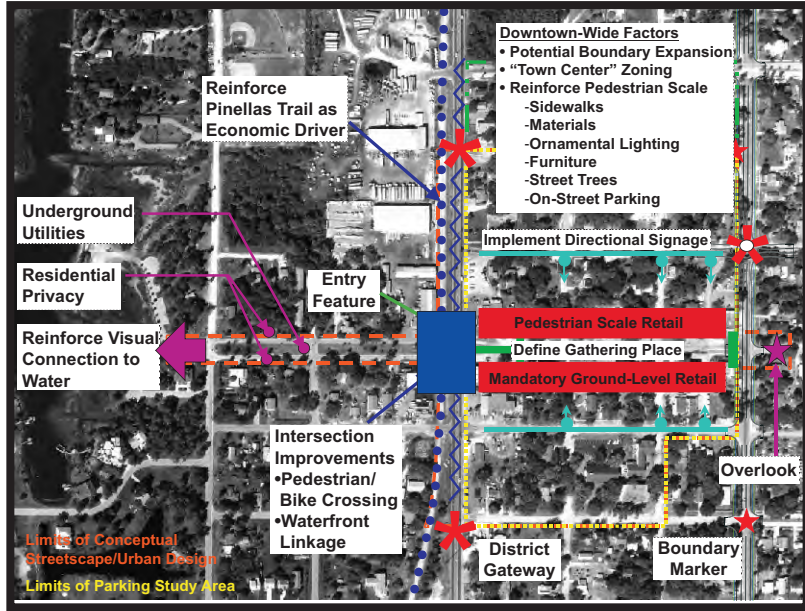 Downtown-Wide Factors
• Potential Boundary Expansion
• “Town Center” Zoning
• Reinforce Pedestrian Scale
-Sidewalks
-Materials
-Ornamental Lighting
-Furniture
-Street Trees
-On-Street Parking
Reinforce
Pinellas Trail as
Economic Driver
Underground
Utilities
Residential
Privacy
Reinforce Visual
Connection to
Water
Entry
Feature
Implement Directional Signage
Pedestrian Scale Retail
Define Gathering Place
Mandatory Ground-Level Retail
Intersection
Improvements
•Pedestrian/
Bike Crossing
•Waterfront
Linkage
Overlook
District
Gateway
Boundary
Marker
Limits of Conceptual
Streetscape/Urban Design
Limits of Parking Study Area